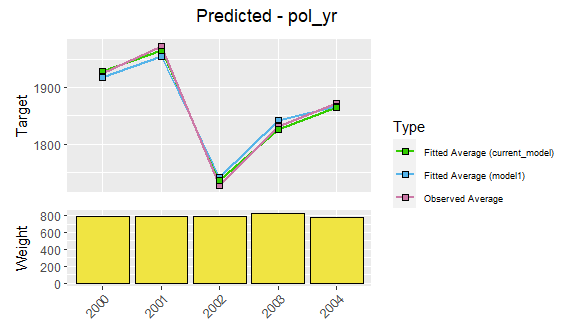 Predicted - pol_yr
Target
1900
1800
Type
Fitted Average (current_model)
Fitted Average (model1)
Observed Average
Weight
800
600
400
200
0
2000
2001
2002
2003
2004